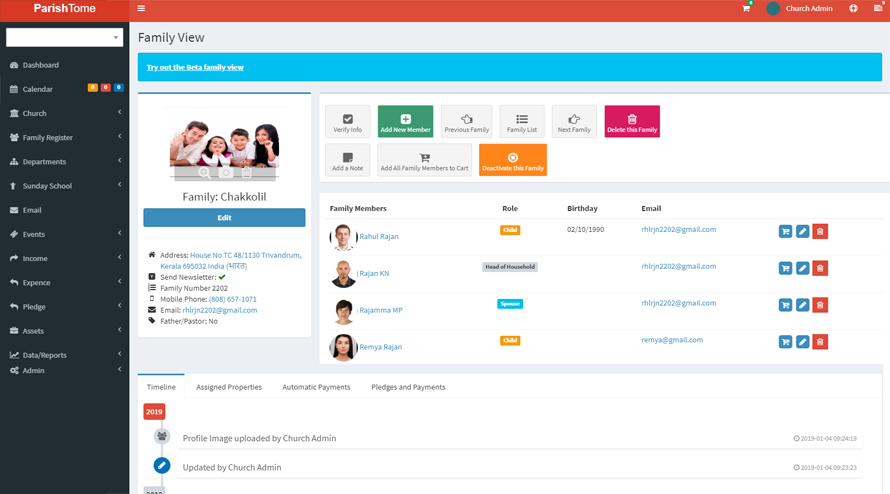 ParishTome
0
Church Admin
9
Dashboard
Calendar 0 0 0
Church
Family Register
Departments
Sunday School
Email
Events
Income
Expence
Pledge
Assets
Data/Reports
Admin
Family View
Try out the Beta family view
Family: Chakkolil
Edit
Address: House No TC 48/1130 Trivandrum,
Kerala 695032 India (भारत)
Send Newsletter:
Family Number 2202
Mobile Phone: (808) 657-1071
Email: rhlrjn2202@gmail.com
Father/Pastor: No
Verify Info
Add New Member
Previous Family
Family List
Next Family
Delete this Family
Add a Note
Add All Family Members to Cart
Deactivate this Family
Family Members Role Birthday Email
Rahul Rajan Child 02/10/1990 rhlrjn2202@gmail.com
Rajan KN Head of Household rhlrjn2202@gmail.com
Rajamma MP Spouse rhlrjn2202@gmail.com
Remya Rajan Child remya@gmail.com
Timeline Assigned Properties Automatic Payments Pledges and Payments
2019
Profile Image uploaded by Church Admin 2019-01-04 09:24:19
Updated by Church Admin 2019-01-04 09:23:23